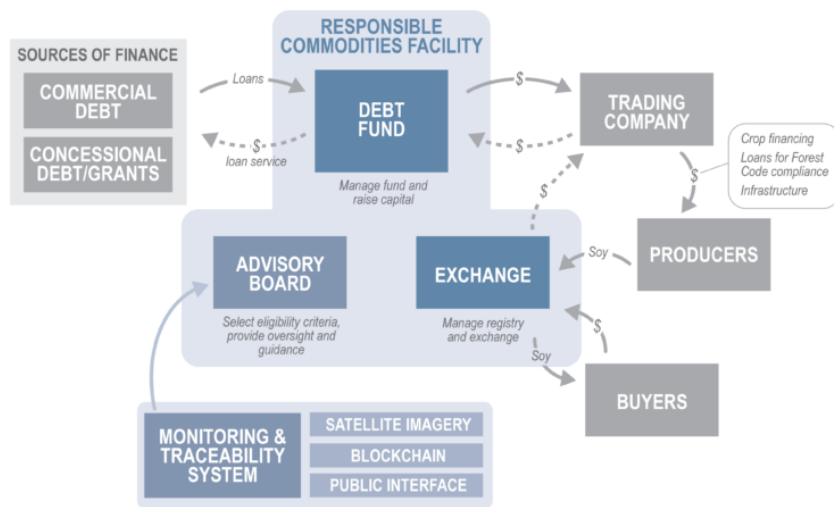 RESPONSIBLE
COMMODITIES FACILITY
SOURCES OF FINANCE
COMMERCIAL
DEBT
CONCESSIONAL
DEBT/GRANTS
Loans
$
loan service
DEBT
FUND
Manage fund and
raise capital
$
$
$
TRADING
COMPANY
$
Crop financing
Loans for Forest
Code compliance
Infrastructure
PRODUCERS
Soy
ADVISORY
BOARD
Select eligibility criteria,
provide oversight and
guidance
EXCHANGE
Manage registry
and exchange
Soy
$
BUYERS
MONITORING &
TRACEABILITY
SYSTEM
SATELLITE IMAGERY
BLOCKCHAIN
PUBLIC INTERFACE